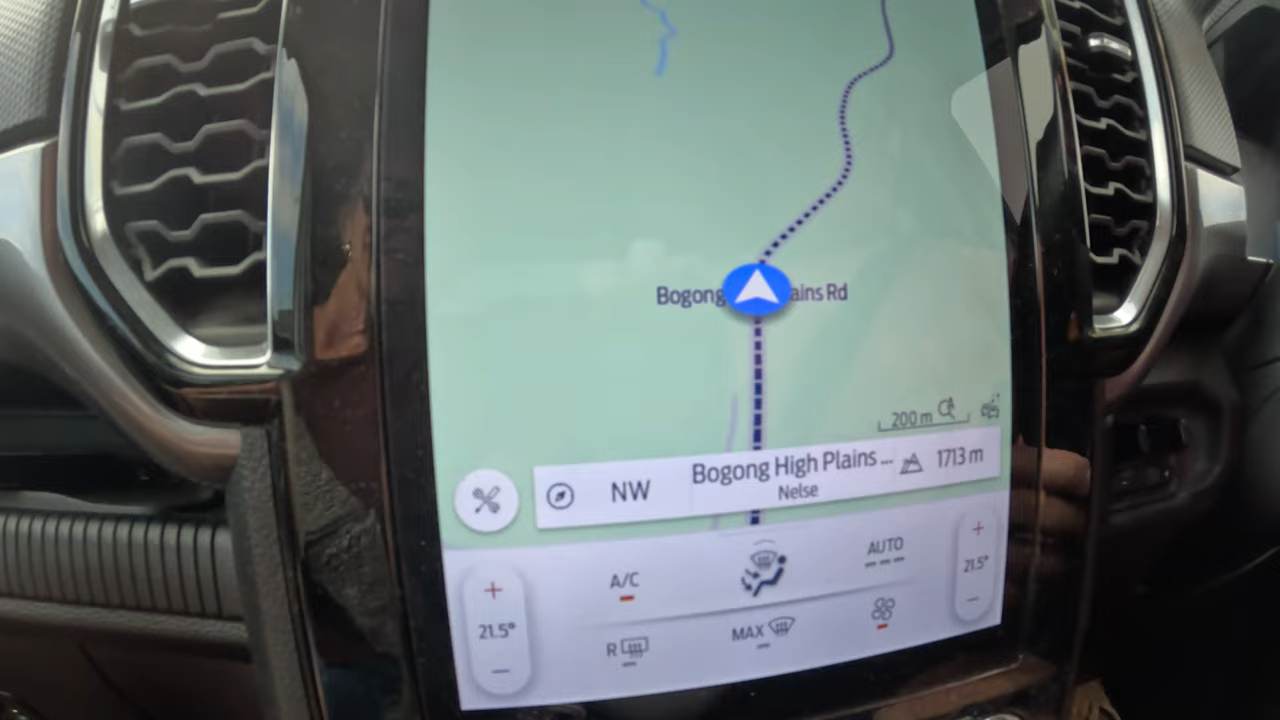 Bogong ains Rd
200 m
NW
Bogong High Plains ...
Nelse
1713 m
+
21.5°
−
A/C
AUTO
R
MAX
+
21.5°
−